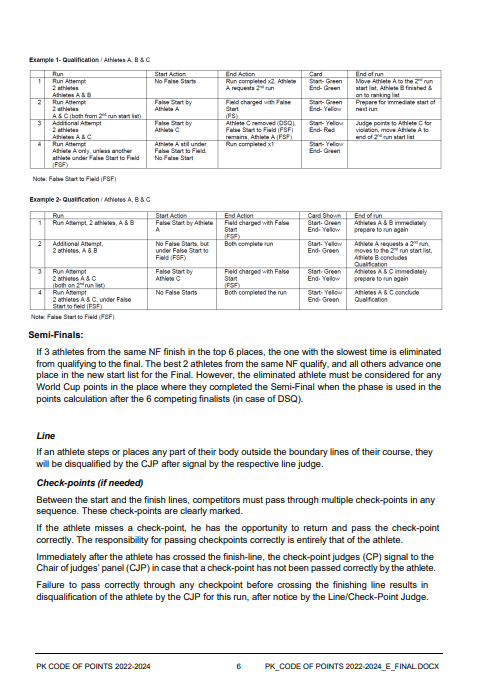 Example 1- Qualification / Athletes A, B & C
Run Start Action End Action Card End of run
1 Run Attempt No False Starts Run completed x2, Athlete Start- Green Move Athlete A to the 2nd run
2 athletes A requests 2nd run End- Green start list, Athlete B finished &
Athletes A & B on to ranking list
2 Run Attempt False Start by Field charged with False Start- Green Prepare for immediate start of
2 athletes Athlete A Start End- Yellow next run
A & C (both from 2nd run start list) (FS)
3 Additional Attempt False Start by Athlete C removed (DSQ), Start- Yellow Judge points to Athlete C for
2 athletes Athlete C False Start to Field (FSF) End- Red violation, move Athlete A to
Athletes A & C remains, Athlete A (FSF) end of 2nd run start list
4 Run Attempt Athlete A still under Run completed x1 Start- Yellow
Athlete A only, unless another False Start to Field, End- Green
athlete under False Start to Field No False Start
(FSF)
Note: False Start to Field (FSF)
Example 2- Qualification / Athletes A, B & C
Run Start Action End Action Card Shown End of run
1 Run Attempt, 2 athletes, A & B False Start by Athlete Field charged with False Start- Green Athletes A & B immediately
A Start End- Yellow prepare to run again
(FSF)
2 Additional Attempt, No False Starts, but Both complete run Start- Yellow Athlete A requests a 2nd run,
2 athletes, A & B under False Start to End- Green moves to the 2nd run start list,
Field (FSF) Athlete B concludes
Qualification
3 Run Attempt False Start by Field charged with False Start- Green Athletes A & C immediately
2 athletes A & C Athlete C Start End- Yellow prepare to run again
(both on 2nd run list) (FSF)
4 Run Attempt No False Starts Both completed the run Start- Yellow Athletes A & C conclude
2 athletes A & C, under False End- Green Qualification
Start to field (FSF)
Note: False Start to Field (FSF)
Semi-Finals:
If 3 athletes from the same NF finish in the top 6 places, the one with the slowest time is eliminated
from qualifying to the final. The best 2 athletes from the same NF qualify, and all others advance one
place in the new start list for the Final. However, the eliminated athlete must be considered for any
World Cup points in the place where they completed the Semi-Final when the phase is used in the
points calculation after the 6 competing finalists (in case of DSQ).
Line
If an athlete steps or places any part of their body outside the boundary lines of their course, they
will be disqualified by the CJP after signal by the respective line judge.
Check-points (if needed)
Between the start and the finish lines, competitors must pass through multiple check-points in any
sequence. These check-points are clearly marked.
If the athlete misses a check-point, he has the opportunity to return and pass the check-point
correctly. The responsibility for passing checkpoints correctly is entirely that of the athlete.
Immediately after the athlete has crossed the finish-line, the check-point judges (CP) signal to the
Chair of judges' panel (CJP) in case that a check-point has not been passed correctly by the athlete.
Failure to pass correctly through any checkpoint before crossing the finishing line results in
disqualification of the athlete by the CJP for this run, after notice by the Line/Check-Point Judge.
PK CODE OF POINTS 2022-2024 6 PK_CODE OF POINTS 2022-2024_E_FINAL.DOCX